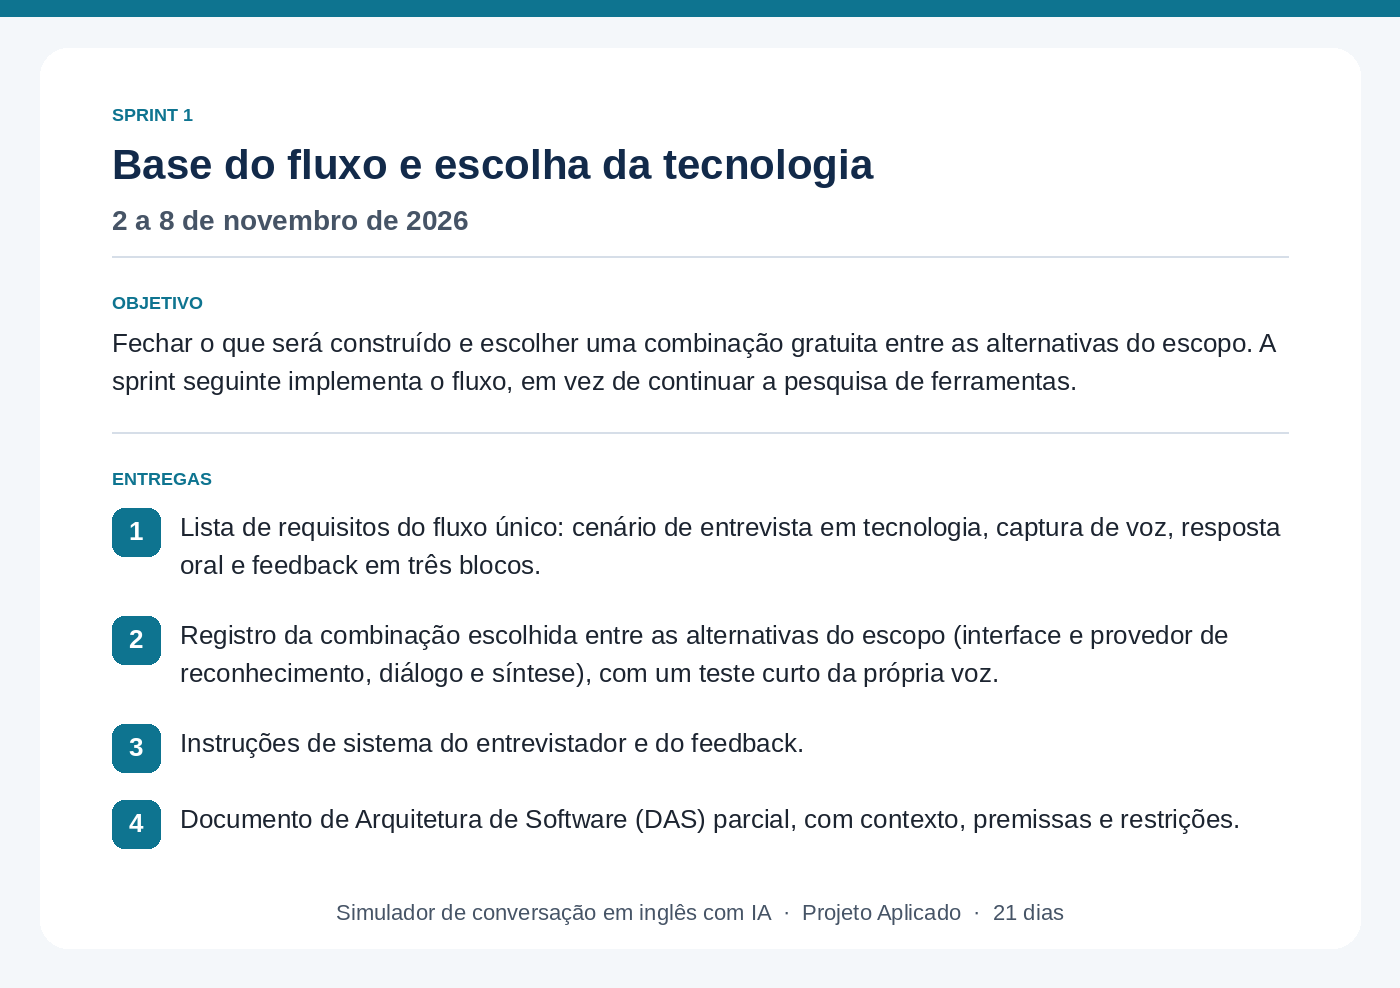 SPRINT 1
Base do fluxo e escolha da tecnologia
2 a 8 de novembro de 2026
OBJETIVO
Fechar o que será construído e escolher uma combinação gratuita entre as alternativas do escopo. A
sprint seguinte implementa o fluxo, em vez de continuar a pesquisa de ferramentas.
ENTREGAS
1 Lista de requisitos do fluxo único: cenário de entrevista em tecnologia, captura de voz, resposta
oral e feedback em três blocos.
2 Registro da combinação escolhida entre as alternativas do escopo (interface e provedor de
reconhecimento, diálogo e síntese), com um teste curto da própria voz.
3 Instruções de sistema do entrevistador e do feedback.
4 Documento de Arquitetura de Software (DAS) parcial, com contexto, premissas e restrições.
Simulador de conversação em inglês com IA · Projeto Aplicado · 21 dias